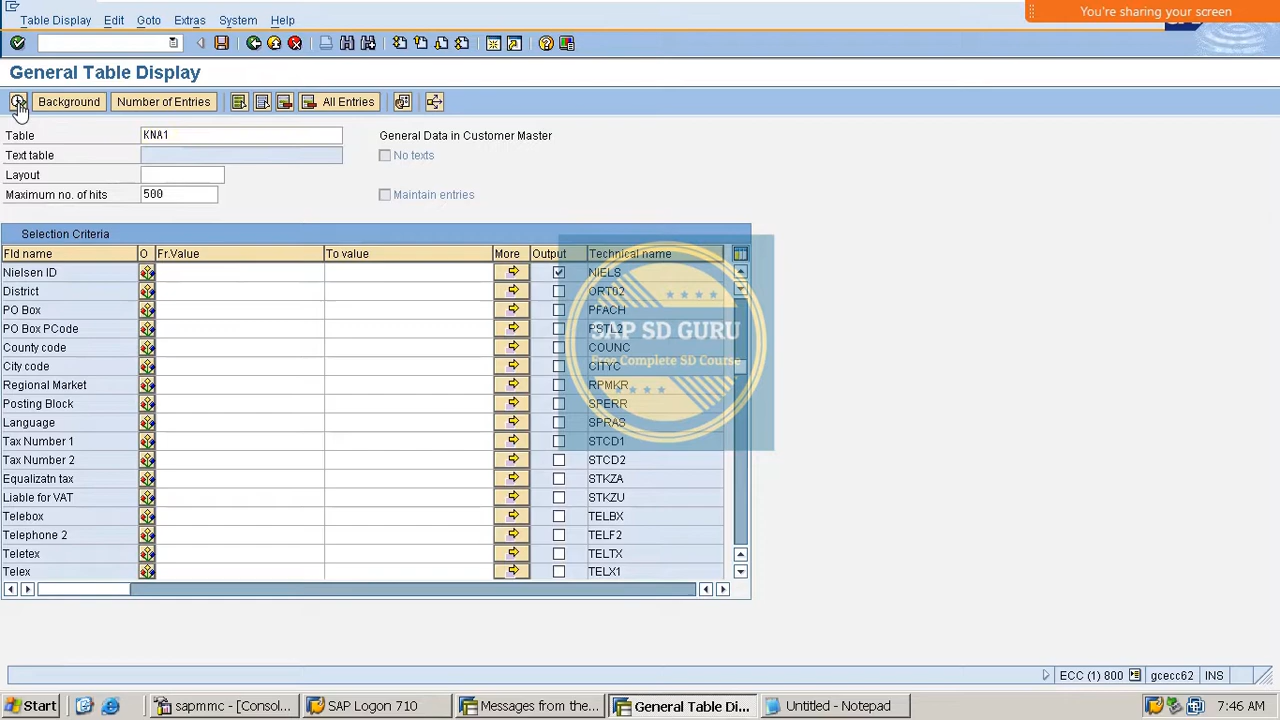 You're sharing your screen
Table Display Edit Goto Extras System Help
General Table Display
Background Number of Entries All Entries
Table KNA1 General Data in Customer Master
Text table No texts
Layout
Maximum no. of hits 500 Maintain entries
Selection Criteria
Fld name O Fr.Value To value More Output Technical name
Nielsen ID NIELS
District ORT02
PO Box PFACH
PO Box PCode PSTL2
County code COUNC
City code CITYC
Regional Market RPMKR
Posting Block SPERR
Language SPRAS
Tax Number 1 STCD1
Tax Number 2 STCD2
Equalizatn tax STKZA
Liable for VAT STKZU
Telebox TELBX
Telephone 2 TELF2
Teletex TELTX
Telex TELX1
SAP SD GURU
Free Complete SD Course
ECC (1) 800 gcecc62 INS
Start sapmmc - [Consol... SAP Logon 710 Messages from the... General Table Di... Untitled - Notepad 7:46 AM